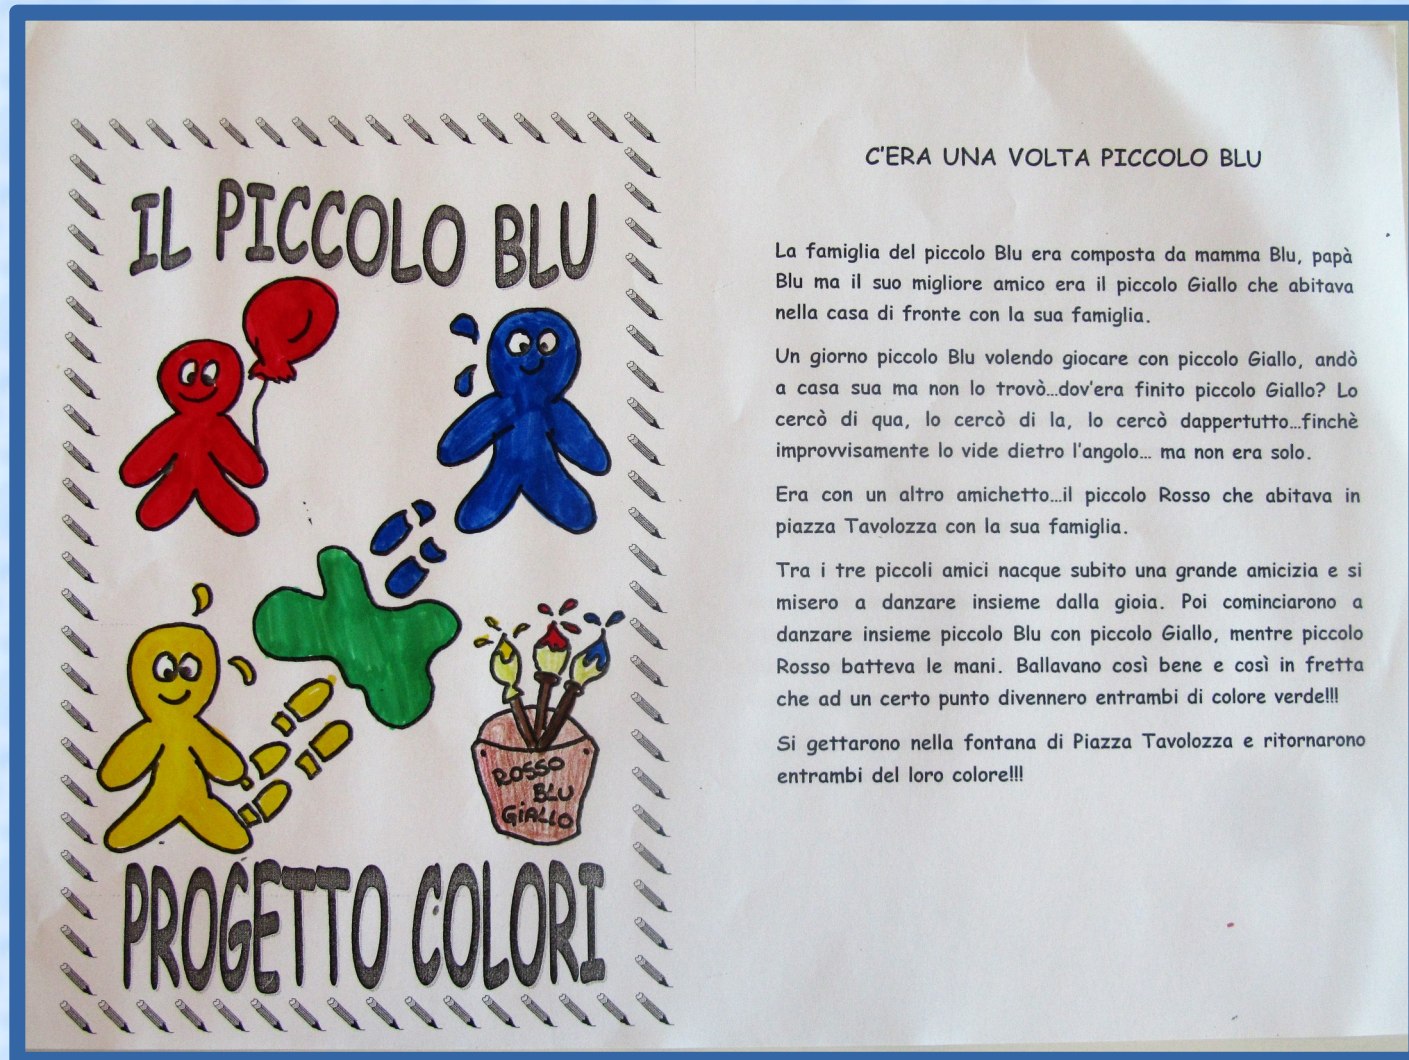 IL PICCOLO BLU
ROSSO
BLU
GIALLO
PROGETTO COLORI
C'ERA UNA VOLTA PICCOLO BLU
La famiglia del piccolo Blu era composta da mamma Blu, papà
Blu ma il suo migliore amico era il piccolo Giallo che abitava
nella casa di fronte con la sua famiglia.
Un giorno piccolo Blu volendo giocare con piccolo Giallo, andò
a casa sua ma non lo trovò...dov'era finito piccolo Giallo? Lo
cercò di qua, lo cercò di la, lo cercò dappertutto...finchè
improvvisamente lo vide dietro l'angolo... ma non era solo.
Era con un altro amichetto...il piccolo Rosso che abitava in
piazza Tavolozza con la sua famiglia.
Tra i tre piccoli amici nacque subito una grande amicizia e si
misero a danzare insieme dalla gioia. Poi cominciarono a
danzare insieme piccolo Blu con piccolo Giallo, mentre piccolo
Rosso batteva le mani. Ballavano così bene e così in fretta
che ad un certo punto divennero entrambi di colore verde!!!
Si gettarono nella fontana di Piazza Tavolozza e ritornarono
entrambi del loro colore!!!